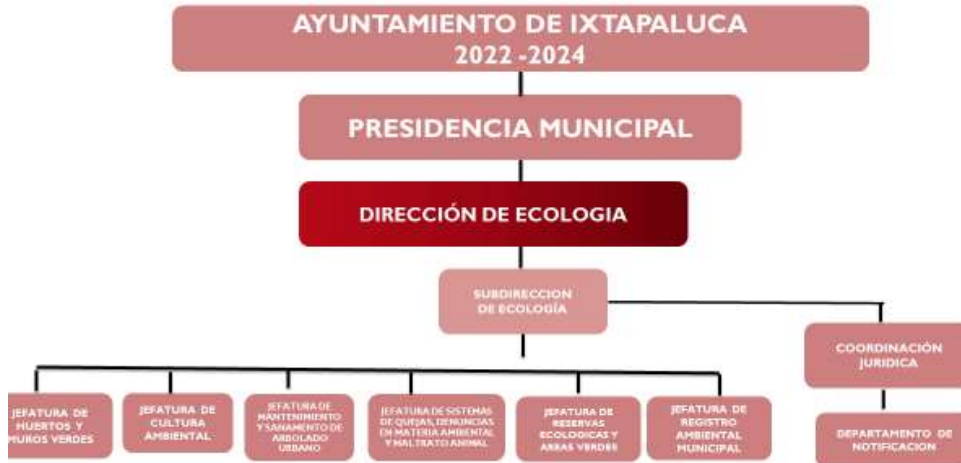 AYUNTAMIENTO DE IXTAPALUCA
2022 -2024
PRESIDENCIA MUNICIPAL
DIRECCIÓN DE ECOLOGIA
SUBDIRECCION
DE ECOLOGÍA
COORDINACIÓN
JURIDICA
JEFATURA DE
HUERTOS Y
MUROS VERDES
JEFATURA DE
CULTURA
AMBIENTAL
JEFATURA DE
MANTENIMIENTO
Y SANAMENTO DE
ARBOLADO
URBANO
JEFATURA DE SISTEMAS
DE QUEJAS, DENUNCIAS
EN MATERIA AMBIENTAL
Y MALTRATO ANIMAL
JEFATURA DE
RESERVAS
ECOLOGICAS Y
AREAS VERDES
JEFATURA DE
REGISTRO
AMBIENTAL
MUNICIPAL
DEPARTAMENTO DE
NOTIFICACION